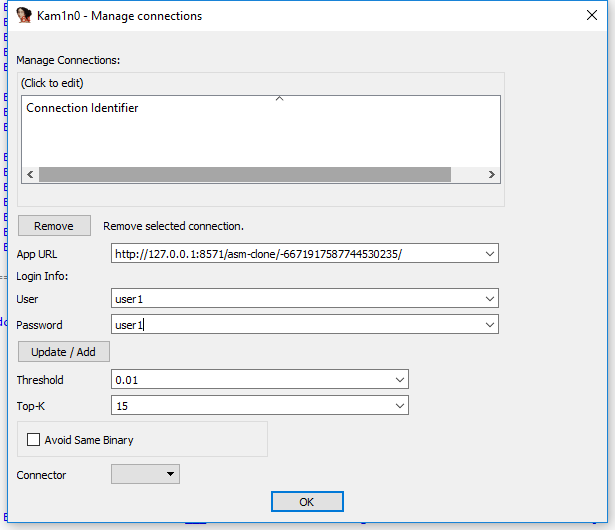 Kam1n0 - Manage connections
Manage Connections:
(Click to edit)
Connection Identifier
Remove Remove selected connection.
App URL http://127.0.0.1:8571/asm-clone/-6671917587744530235/
Login Info:
User user1
Password user1
Update / Add
Threshold 0.01
Top-K 15
Avoid Same Binary
Connector
OK